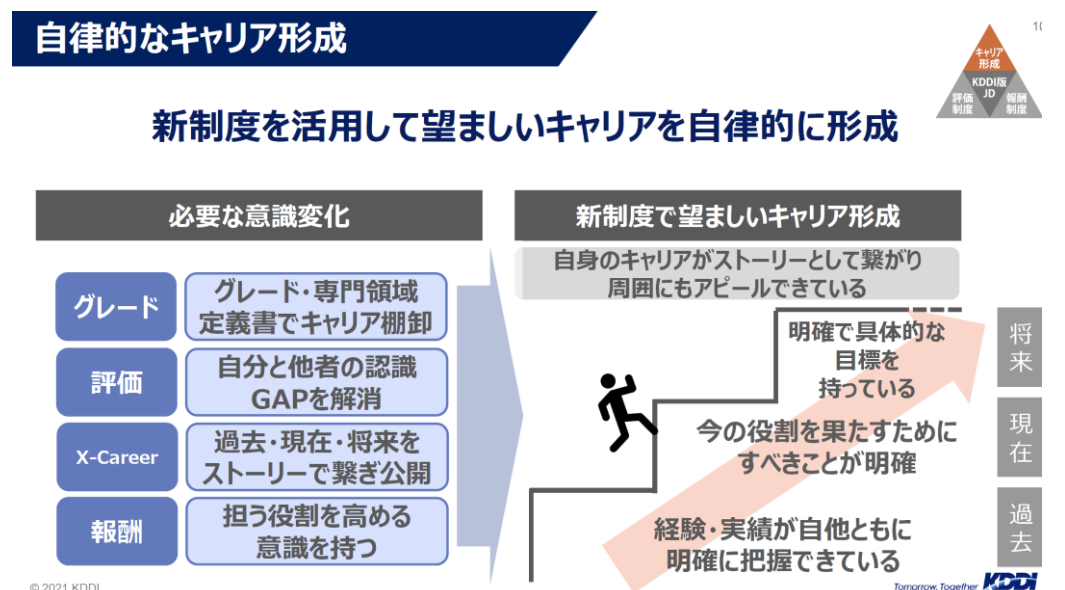 自律的なキャリア形成
キャリア
形成
KDDI版
JD
評価
制度
報酬
制度
新制度を活用して望ましいキャリアを自律的に形成
必要な意識変化
グレード
グレード・専門領域
定義書でキャリア棚卸
評価
自分と他者の認識
GAPを解消
X-Career
過去・現在・将来を
ストーリーで繋ぎ公開
報酬
担う役割を高める
意識を持つ
新制度で望ましいキャリア形成
自身のキャリアがストーリーとして繋がり
周囲にもアピールできている
明確で具体的な
目標を
持っている
将来
今の役割を果たすために
すべきことが明確
現在
経験・実績が自他ともに
明確に把握できている
過去
© 2021 KDDI
Tomorrow, Together KDDI